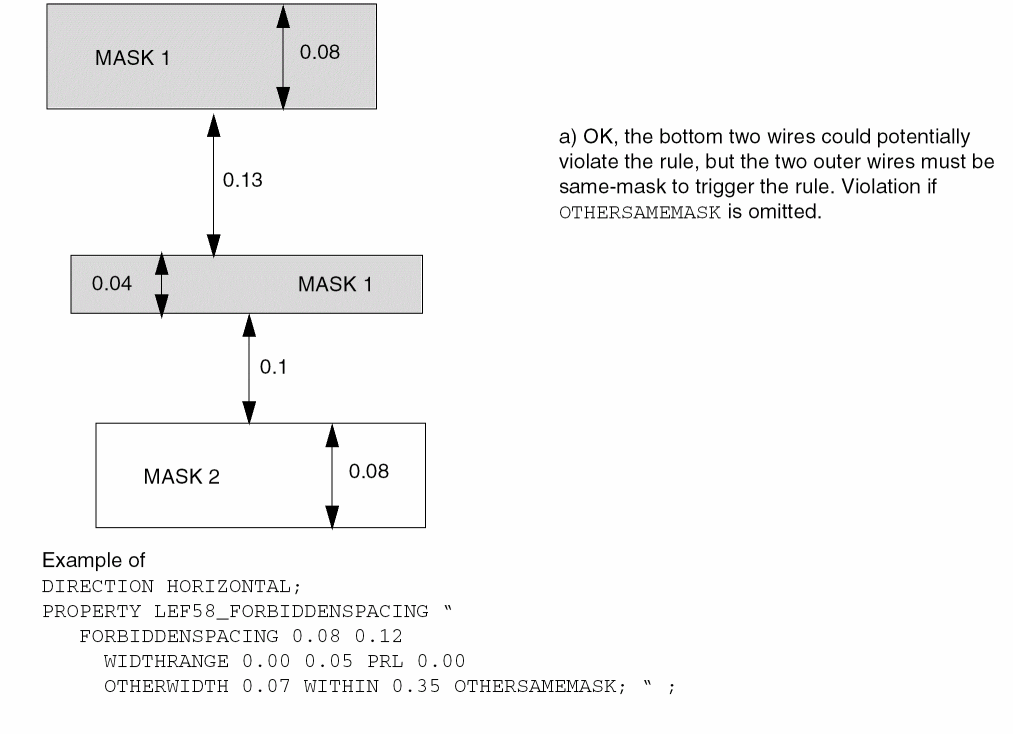 MASK 1
0.08
0.13
a) OK, the bottom two wires could potentially
violate the rule, but the two outer wires must be
same-mask to trigger the rule. Violation if
OTHERSAMEMASK is omitted.
0.04
MASK 1
0.1
MASK 2
0.08
Example of
DIRECTION HORIZONTAL;
PROPERTY LEF58_FORBIDDENSPACING “
FORBIDDENSPACING 0.08 0.12
WIDTHRANGE 0.00 0.05 PRL 0.00
OTHERWIDTH 0.07 WITHIN 0.35 OTHERSAMEMASK; “ ;